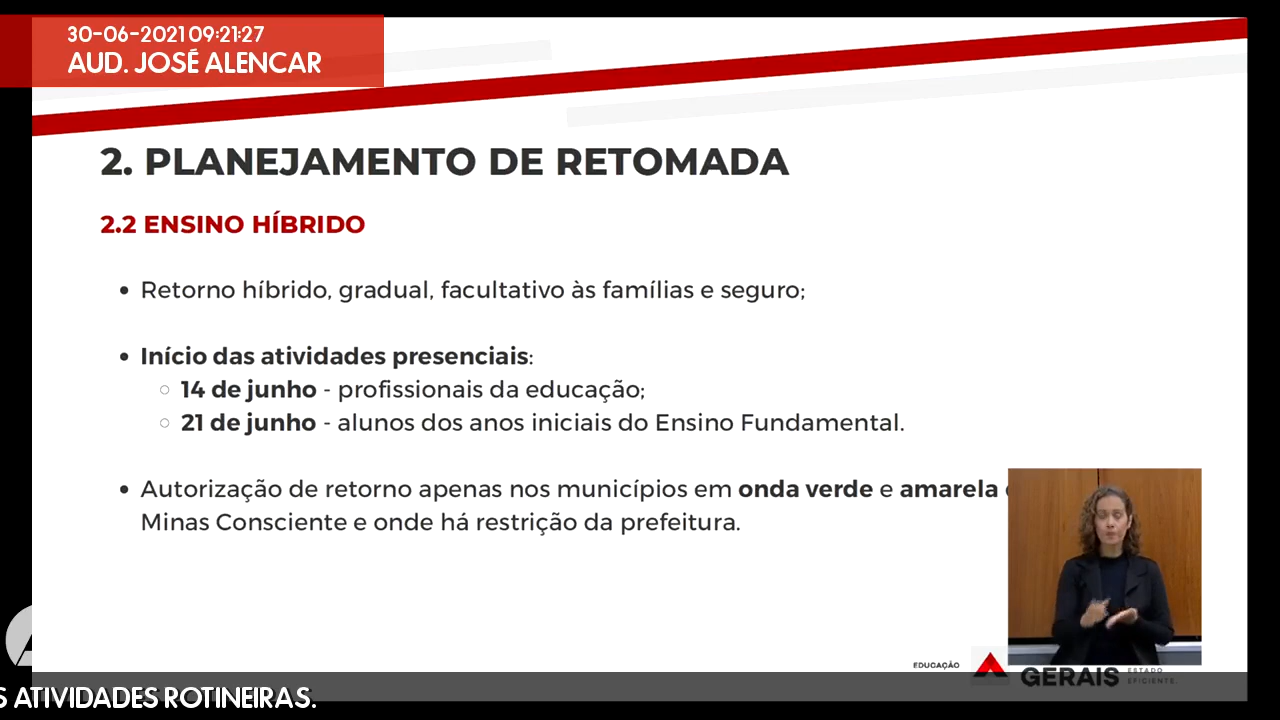 30-06-2021 09:21:27
AUD. JOSÉ ALENCAR
2. PLANEJAMENTO DE RETOMADA
2.2 ENSINO HÍBRIDO
• Retorno híbrido, gradual, facultativo às famílias e seguro;
• Início das atividades presenciais:
○ 14 de junho - profissionais da educação;
○ 21 de junho - alunos dos anos iniciais do Ensino Fundamental.
• Autorização de retorno apenas nos municípios em onda verde e amarela
Minas Consciente e onde há restrição da prefeitura.
EDUCAÇÃO
GERAIS
ESTADO
EFICIENTE.
S ATIVIDADES ROTINEIRAS.